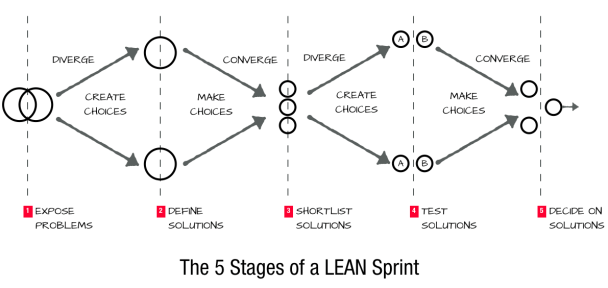 DIVERGE
CONVERGE
DIVERGE
CONVERGE
A B
CREATE
CHOICES
MAKE
CHOICES
CREATE
CHOICES
MAKE
CHOICES
A B
1 EXPOSE
PROBLEMS
2 DEFINE
SOLUTIONS
3 SHORTLIST
SOLUTIONS
4 TEST
SOLUTIONS
5 DECIDE ON
SOLUTIONS
The 5 Stages of a LEAN Sprint